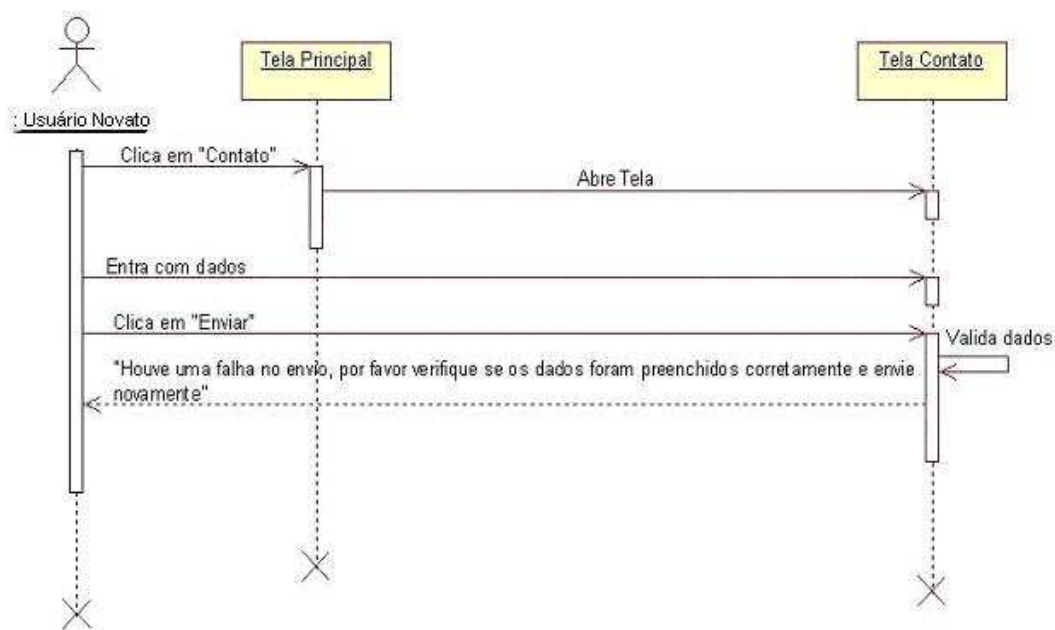 : Usuário Novato
Tela Principal
Tela Contato
Clica em "Contato"
Abre Tela
Entra com dados
Clica em "Enviar"
Valida dados
"Houve uma falha no envio, por favor verifique se os dados foram preenchidos corretamente e envie
novamente"